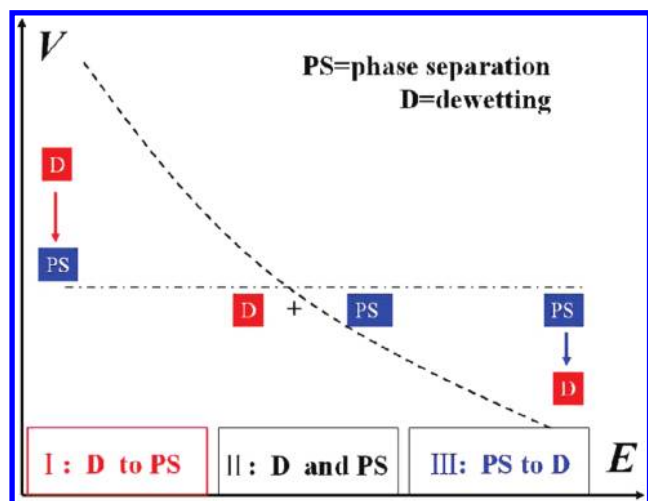 V
PS=phase separation
D=dewetting
D
PS
D + PS
PS
D
I: D to PS
II: D and PS
III: PS to D
E